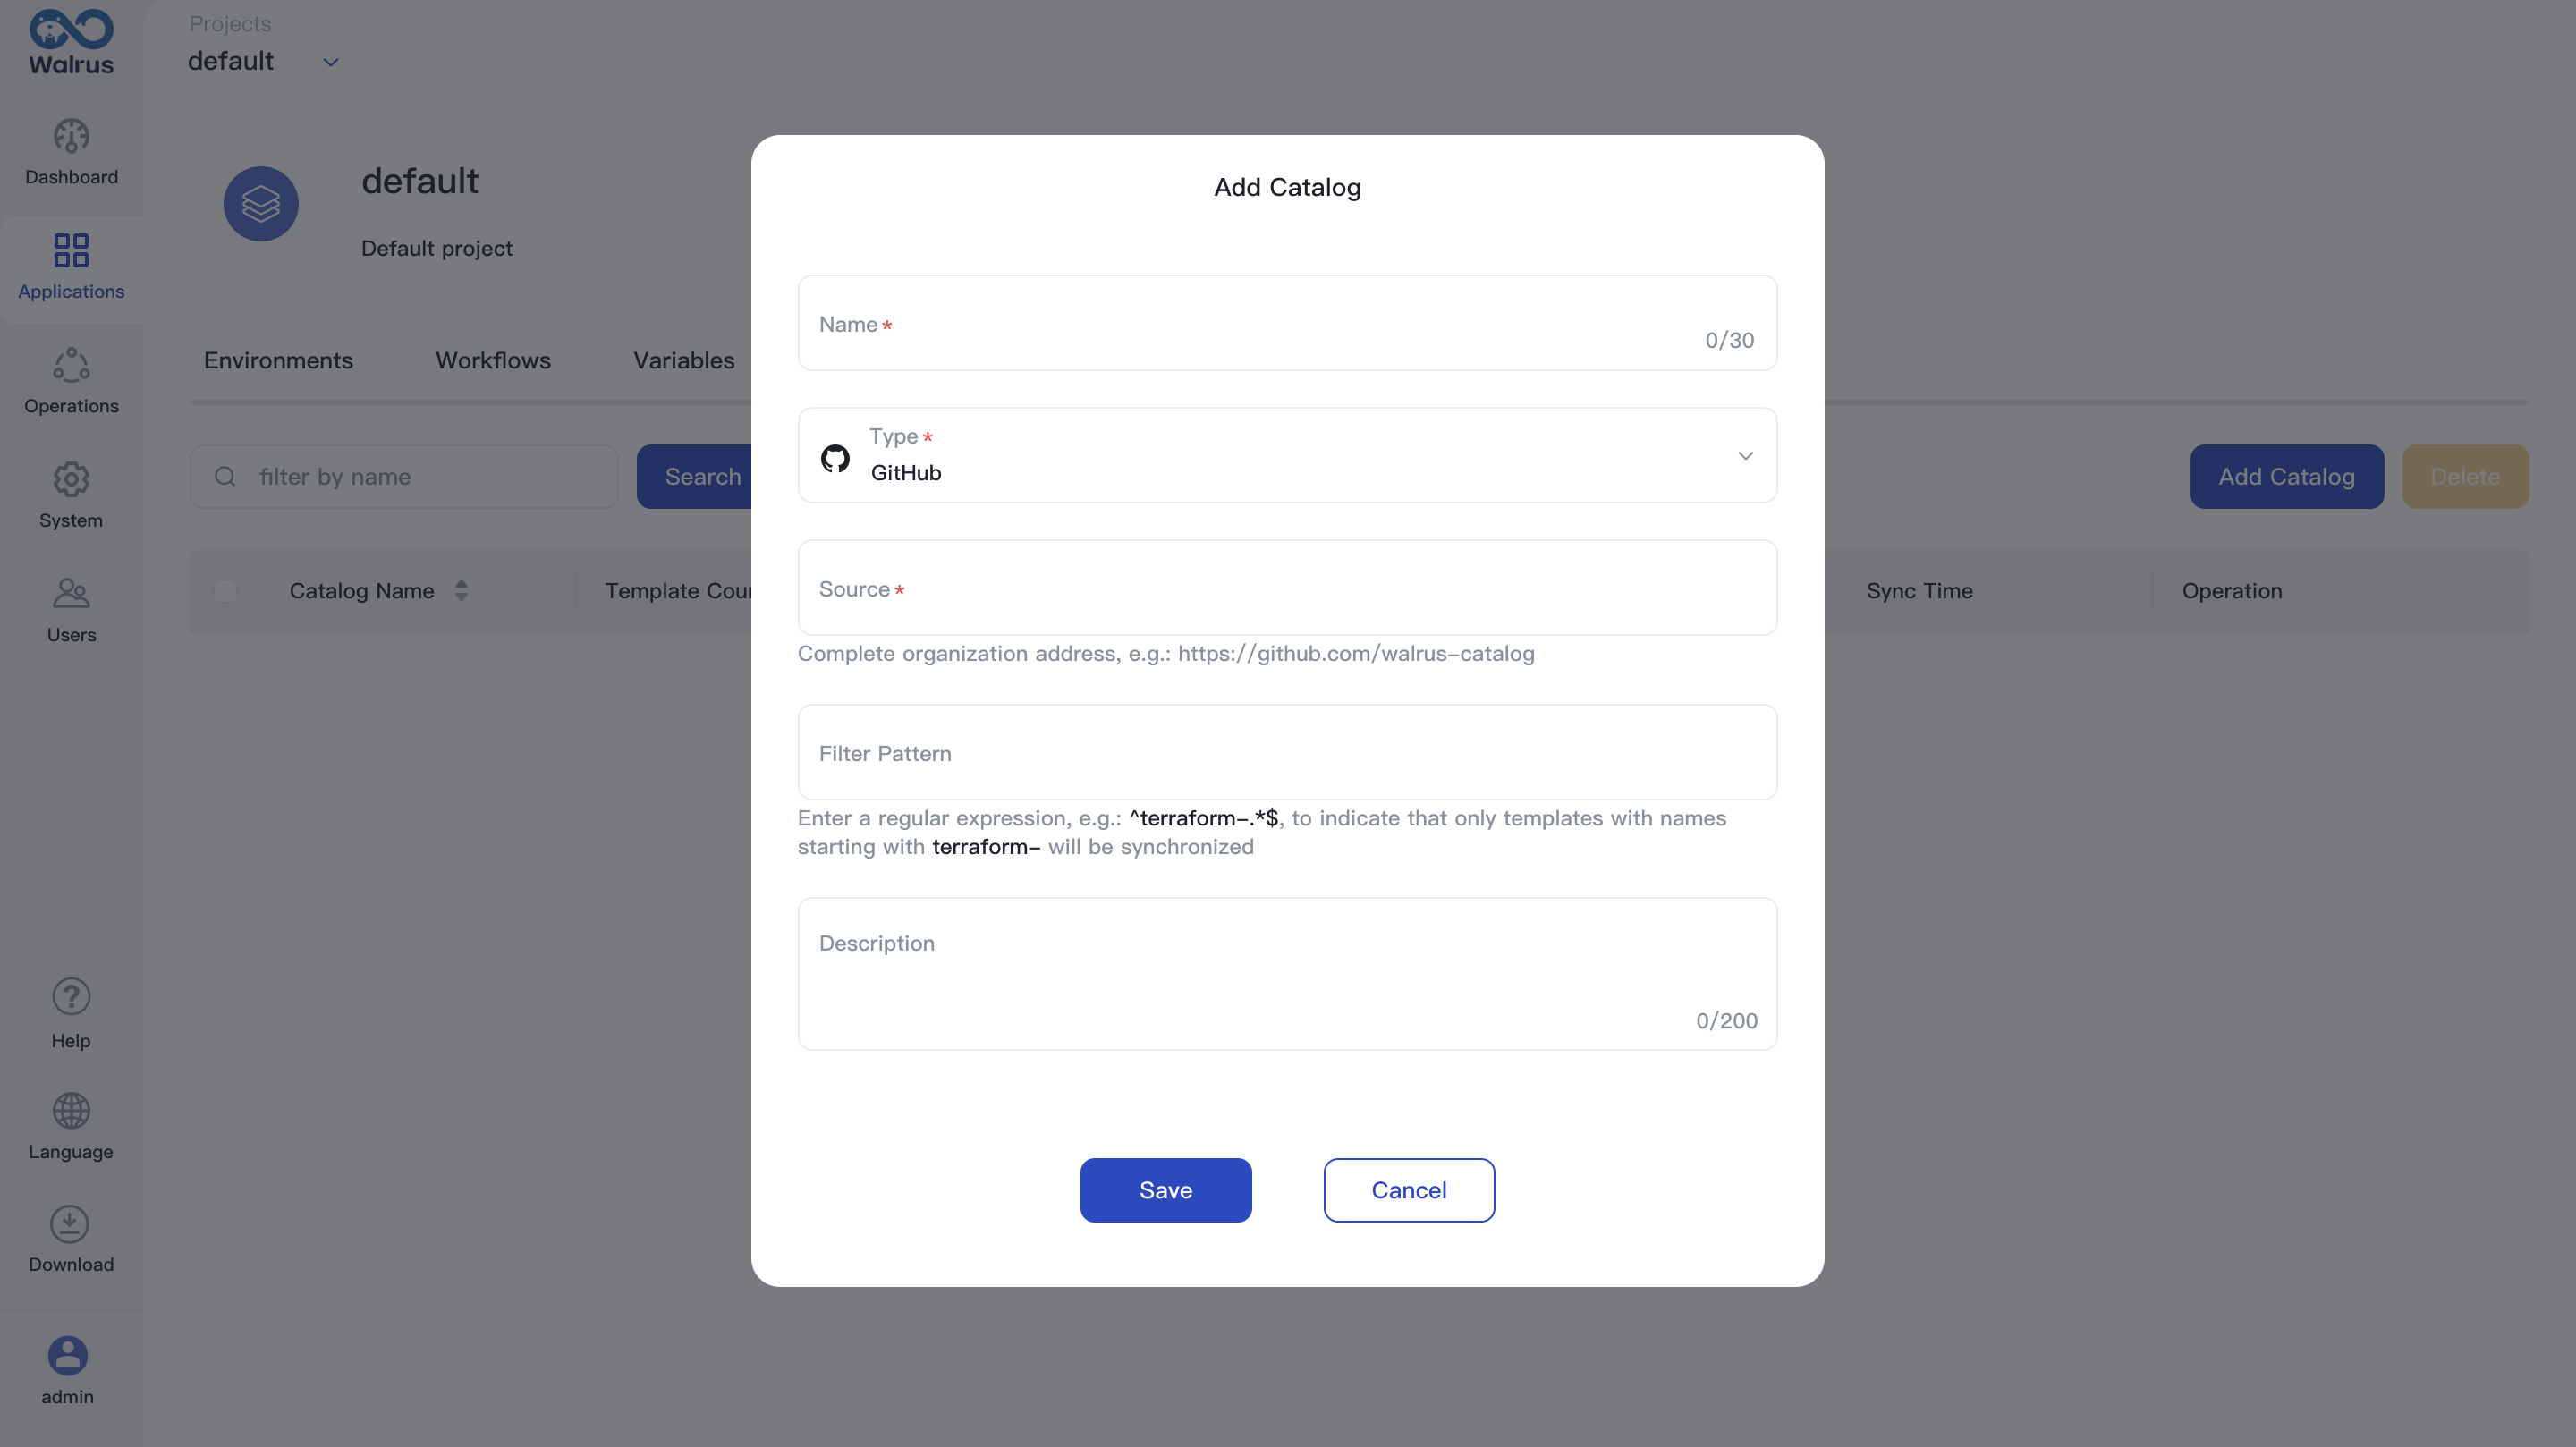 Walrus
Projects
default
Dashboard
Applications
Operations
System
Users
Help
Language
Download
admin
default
Default project
Environments
Workflows
Variables
filter by name
Search
Add Catalog
Delete
Catalog Name
Template Cour
Sync Time
Operation
Add Catalog
Name *
0/30
Type *
GitHub
Source *
Complete organization address, e.g.: https://github.com/walrus-catalog
Filter Pattern
Enter a regular expression, e.g.: ^terraform-.*$, to indicate that only templates with names
starting with terraform- will be synchronized
Description
0/200
Save
Cancel